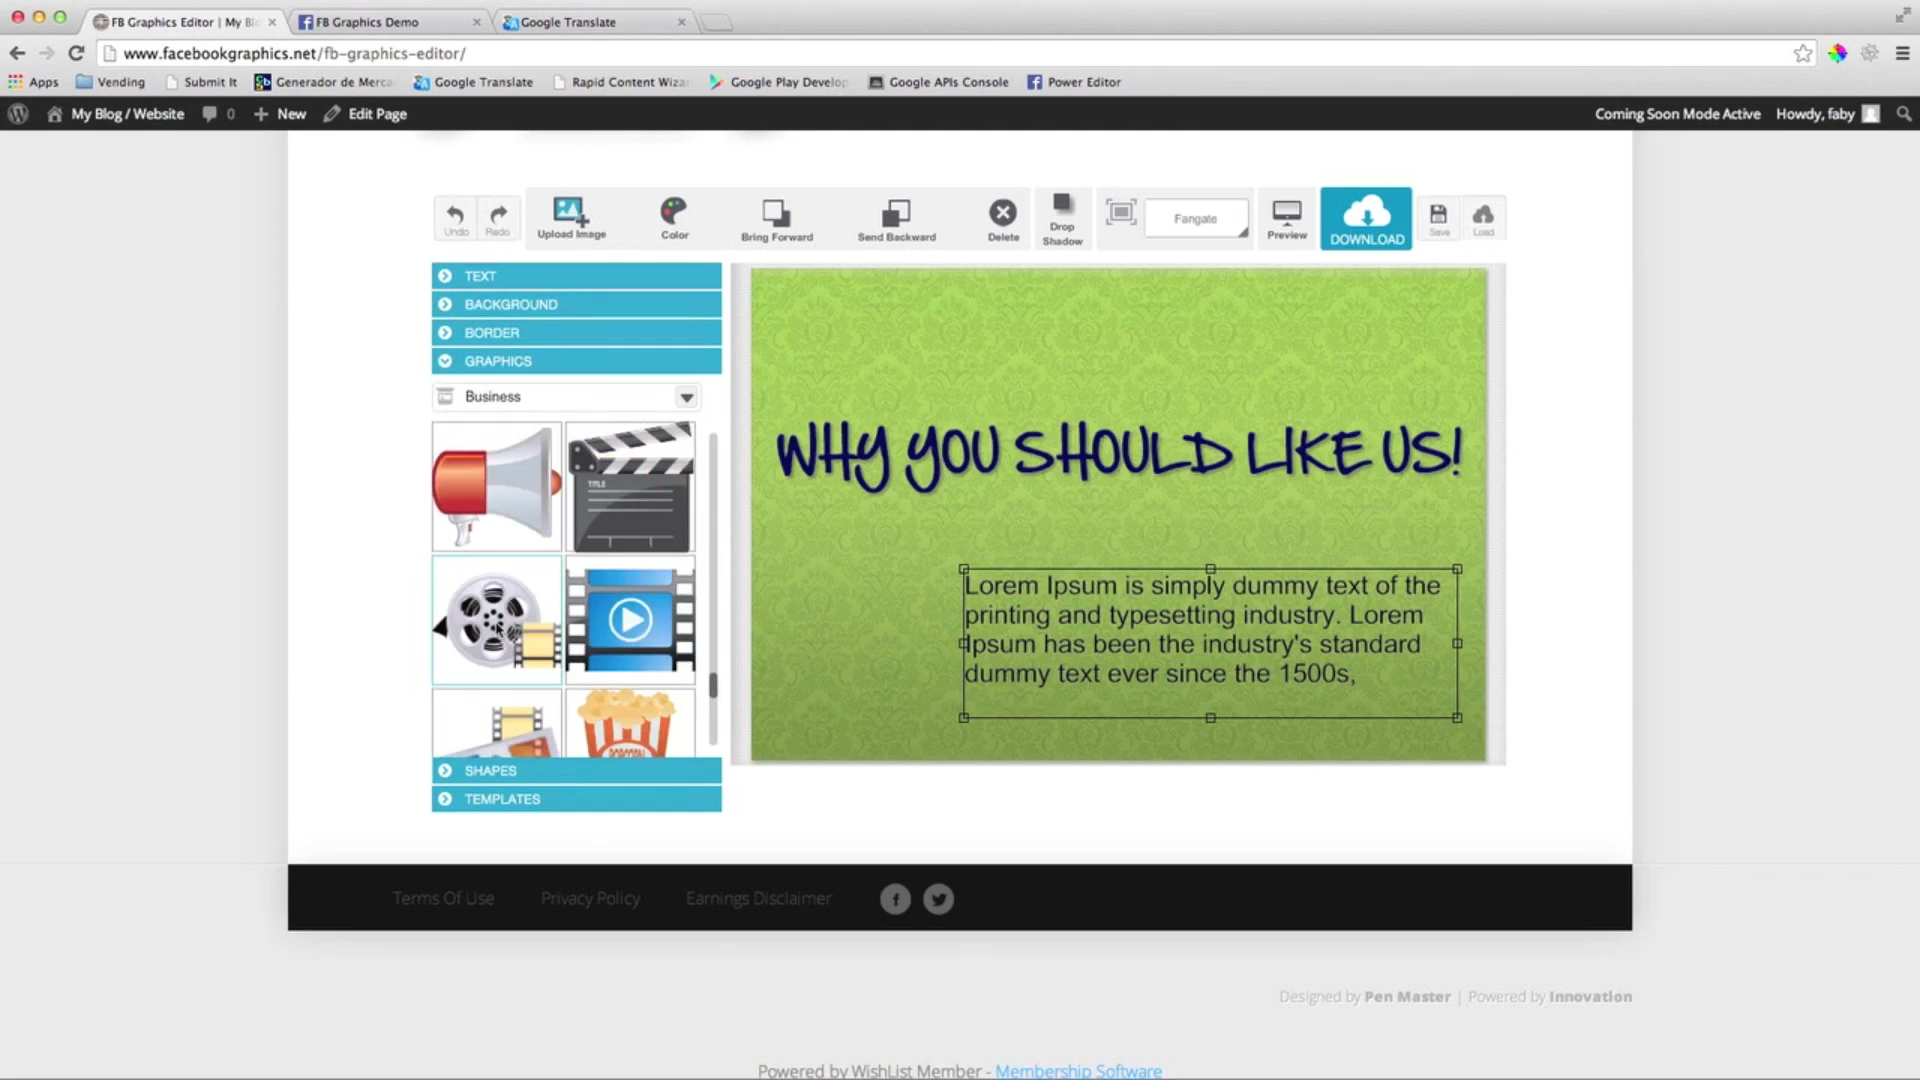 FB Graphics Editor | My Blo
FB Graphics Demo
Google Translate
www.facebookgraphics.net/fb-graphics-editor/
Apps
Vending
Submit It
Generador de Merca
Google Translate
Rapid Content Wiza
Google Play Develop
Google APIs Console
Power Editor
My Blog / Website
0
New
Edit Page
Coming Soon Mode Active
Howdy, faby
Undo
Redo
Upload Image
Color
Bring Forward
Send Backward
Delete
Drop
Shadow
Fangate
Preview
DOWNLOAD
Save
Load
TEXT
BACKGROUND
BORDER
GRAPHICS
Business
TITLE
POPCORN
SHAPES
TEMPLATES
WHY YOU SHOULD LIKE US!
Lorem Ipsum is simply dummy text of the
printing and typesetting industry. Lorem
Ipsum has been the industry's standard
dummy text ever since the 1500s,
Terms Of Use
Privacy Policy
Earnings Disclaimer
Designed by Pen Master | Powered by Innovation
Powered by WishList Member - Membership Software